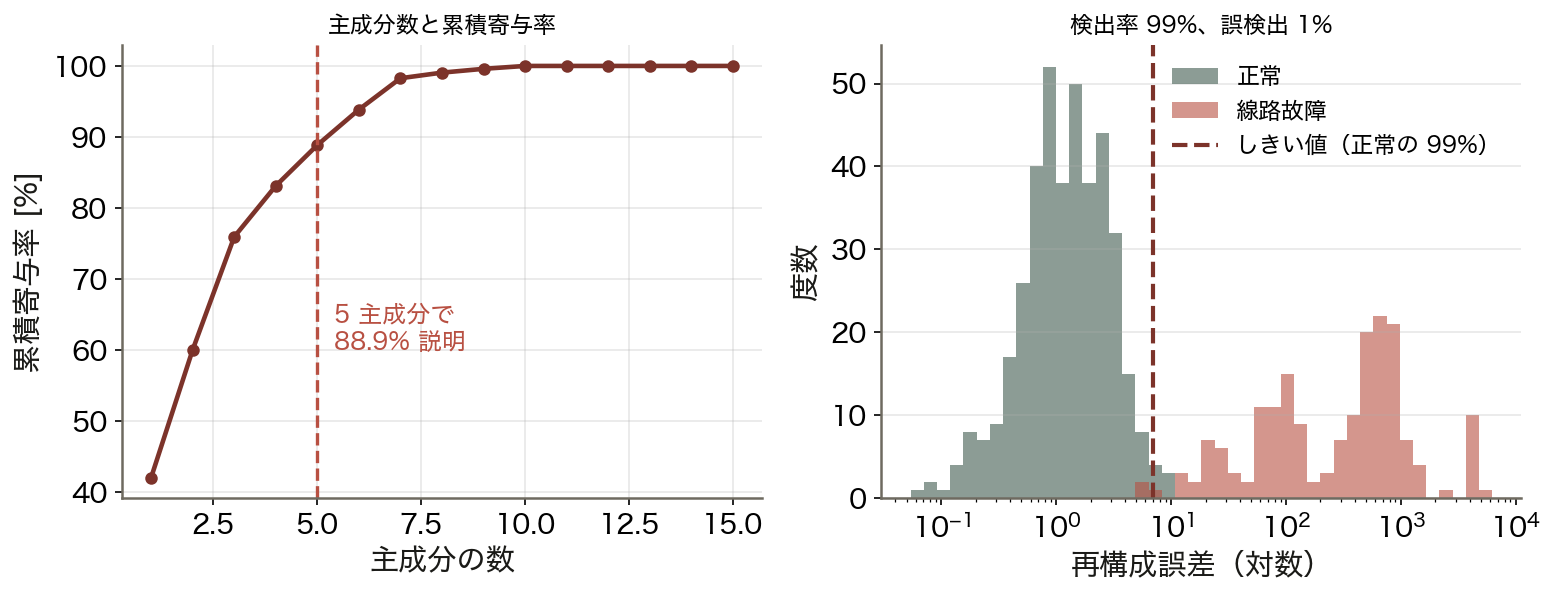 主成分数と累積寄与率
累積寄与率 [%]
100
90
80
70
60
50
40
5 主成分で
88.9% 説明
2.5 5.0 7.5 10.0 12.5 15.0
主成分の数
検出率 99%、誤検出 1%
度数
50
40
30
20
10
0
正常
線路故障
しきい値（正常の 99%）
10⁻¹ 10⁰ 10¹ 10² 10³ 10⁴
再構成誤差（対数）